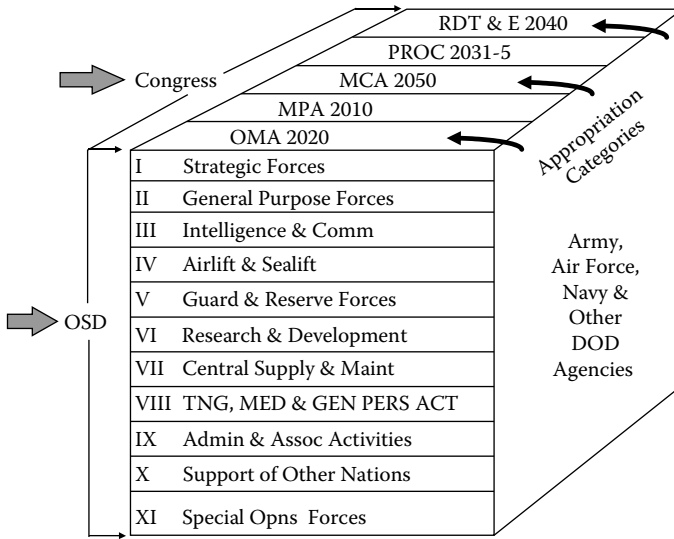 RDT & E 2040
PROC 2031-5
Congress
MCA 2050
MPA 2010
OMA 2020
Appropriation
Categories
I Strategic Forces
II General Purpose Forces
III Intelligence & Comm
IV Airlift & Sealift
V Guard & Reserve Forces
OSD
VI Research & Development
VII Central Supply & Maint
VIII TNG, MED & GEN PERS ACT
IX Admin & Assoc Activities
X Support of Other Nations
XI Special Opns Forces
Army,
Air Force,
Navy &
Other
DOD
Agencies